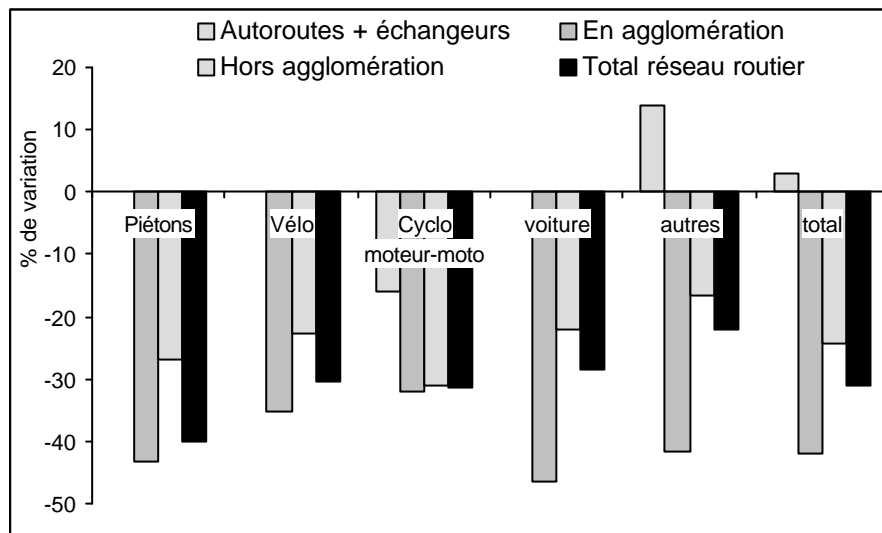 Autoroutes + échangeurs
En agglomération
Hors agglomération
Total réseau routier
% de variation
20
10
0
-10
-20
-30
-40
-50
Piétons
Vélo
Cyclo
moteur-moto
voiture
autres
total